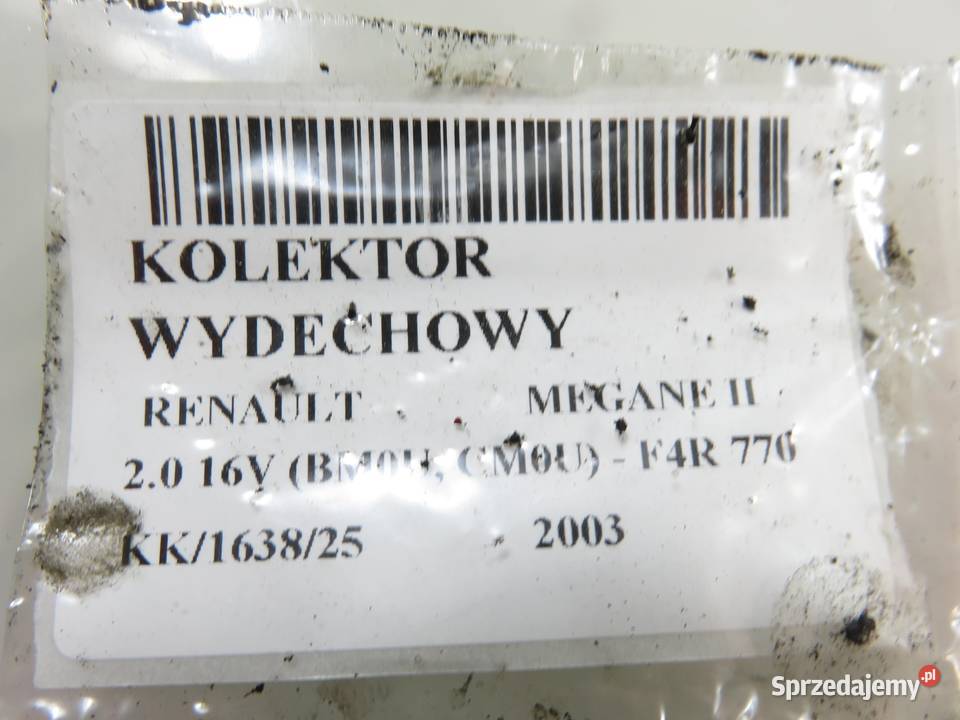 KOLEKTOR
WYDECHOWY
RENAULT MEGANE II
2.0 16V (BM0U, CM0U) - F4R 776
KK/1638/25 2003
Sprzedajemy.pl